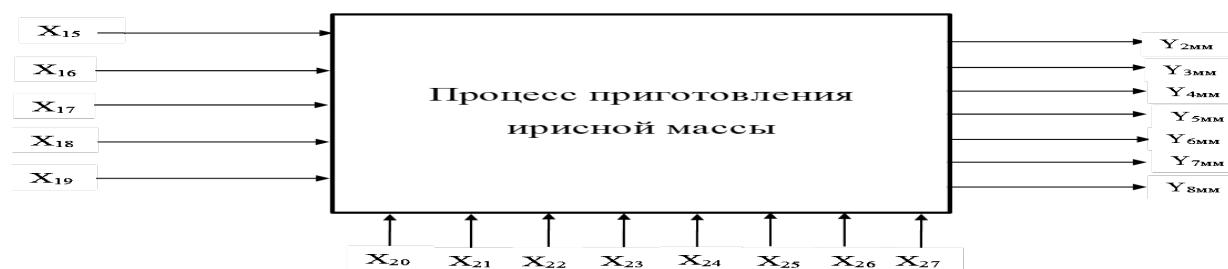 X15
X16
X17
X18
X19
Процесс приготовления
ирисной массы
Y2мм
Y3мм
Y4мм
Y5мм
Y6мм
Y7мм
Y8мм
X20 X21 X22 X23 X24 X25 X26 X27